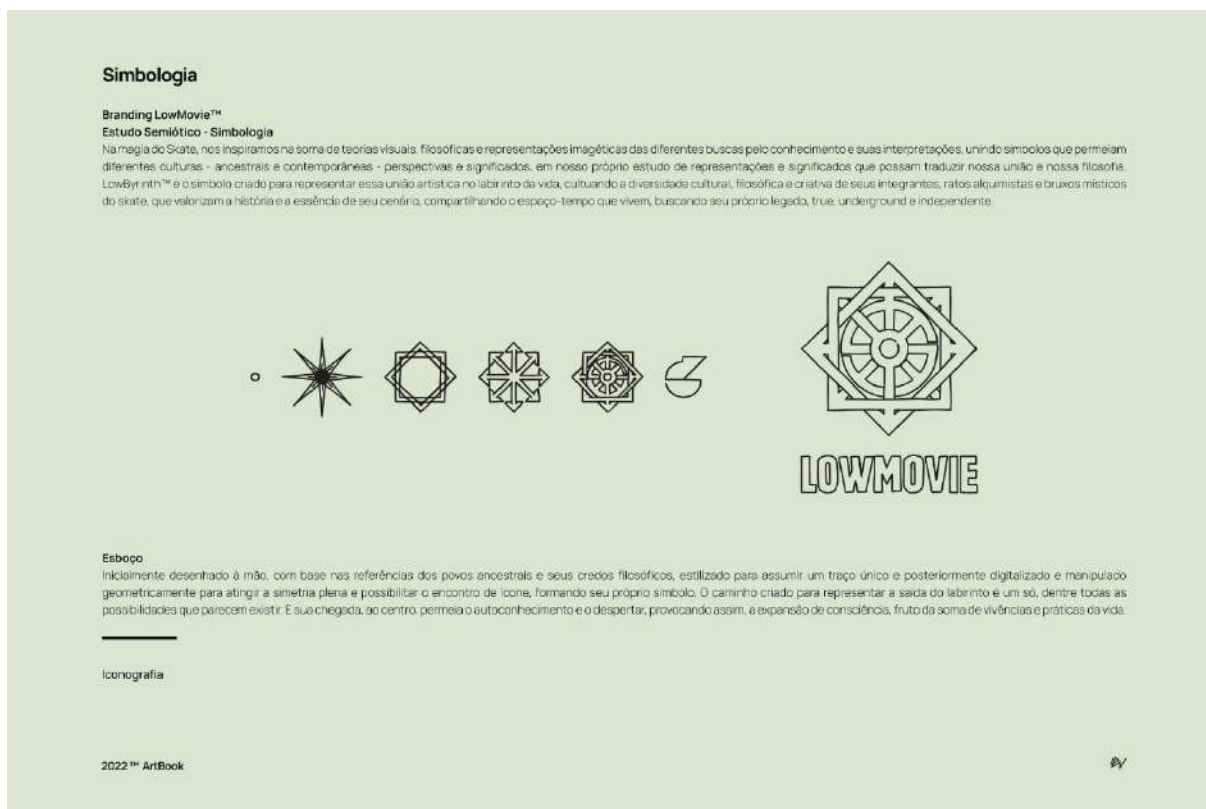 Simbologia
Branding LowMovie™
Estudo Semiótico - Simbologia
Na magia do Skate, nos inspiramos na soma de teorias visuais, filosóficas e representações imagéticas das diferentes buscas pelo conhecimento e suas interpretações, unindo símbolos que permeiam
diferentes culturas - ancestrais e contemporâneas - perspectivas e significados, em nosso próprio estudo de representações e significados que possam traduzir nossa união e nossa filosofia.
LowByrinth™ é o símbolo criado para representar essa união artística no labirinto da vida, cultuando a diversidade cultural, filosófica e criativa de seus integrantes, ratos alquimistas e bruxos místicos
do skate, que valorizam a história e a essência de seu cenário, compartilhando o espaço-tempo que vivem, buscando seu próprio legado, true, underground e independente.
LOWMOVIE
Esboço
Inicialmente desenhado à mão, com base nas referências dos povos ancestrais e seus credos filosóficos, estilizado para assumir um traço único e posteriormente digitalizado e manipulado
geometricamente para atingir a simetria plena e possibilitar o encontro de ícone, formando seu próprio símbolo. O caminho criado para representar a saída do labirinto é um só, dentre todas as
possibilidades que parecem existir. E sua chegada, ao centro, permeia o autoconhecimento e o despertar, provocando assim, a expansão de consciência, fruto da soma de vivências e práticas da vida.
Iconografia
2022™ ArtBook